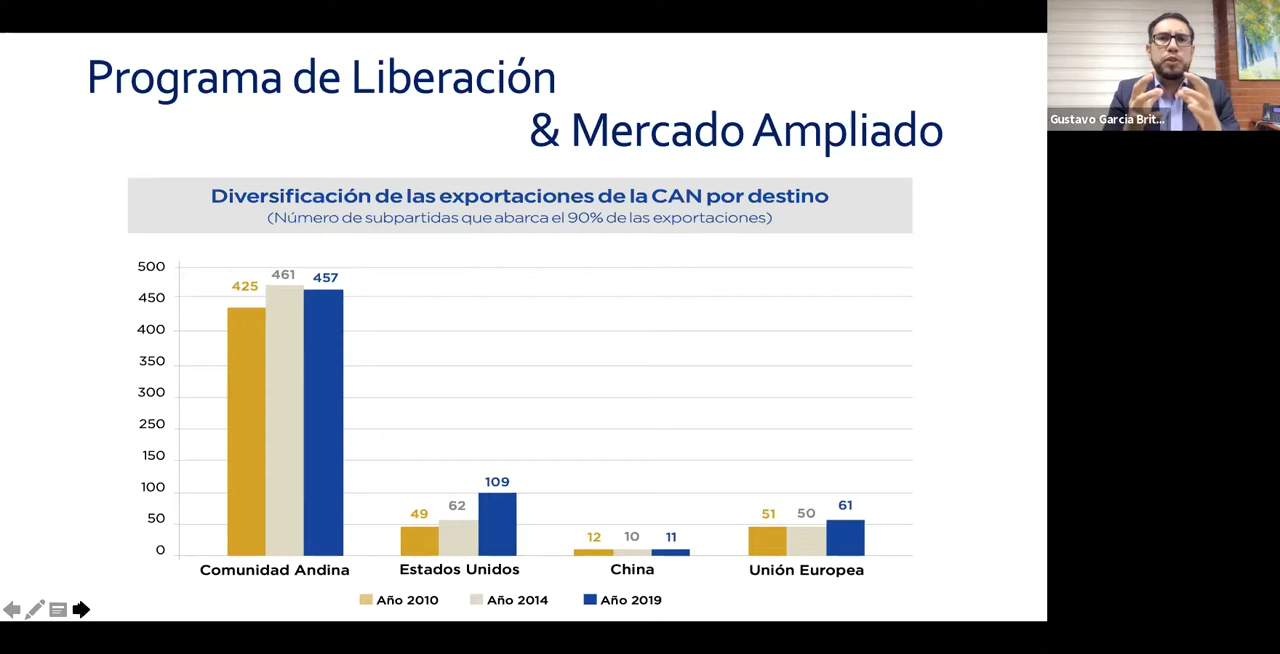 Programa de Liberación
& Mercado Ampliado
Gustavo Garcia Brit...
Diversificación de las exportaciones de la CAN por destino
(Número de subpartidas que abarca el 90% de las exportaciones)
500
450
400
350
300
250
150
100
50
0
425
461
457
49
62
109
12
10
11
51
50
61
Comunidad Andina
Estados Unidos
China
Unión Europea
Año 2010
Año 2014
Año 2019